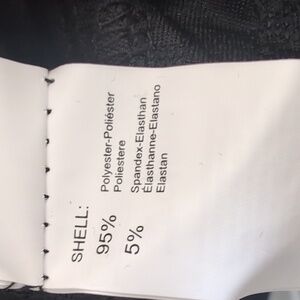 SHELL:
95% Polyester-Poliéster
Poliestere
5% Spandex-Elasthan
Élasthanne-Elastano
Elastan